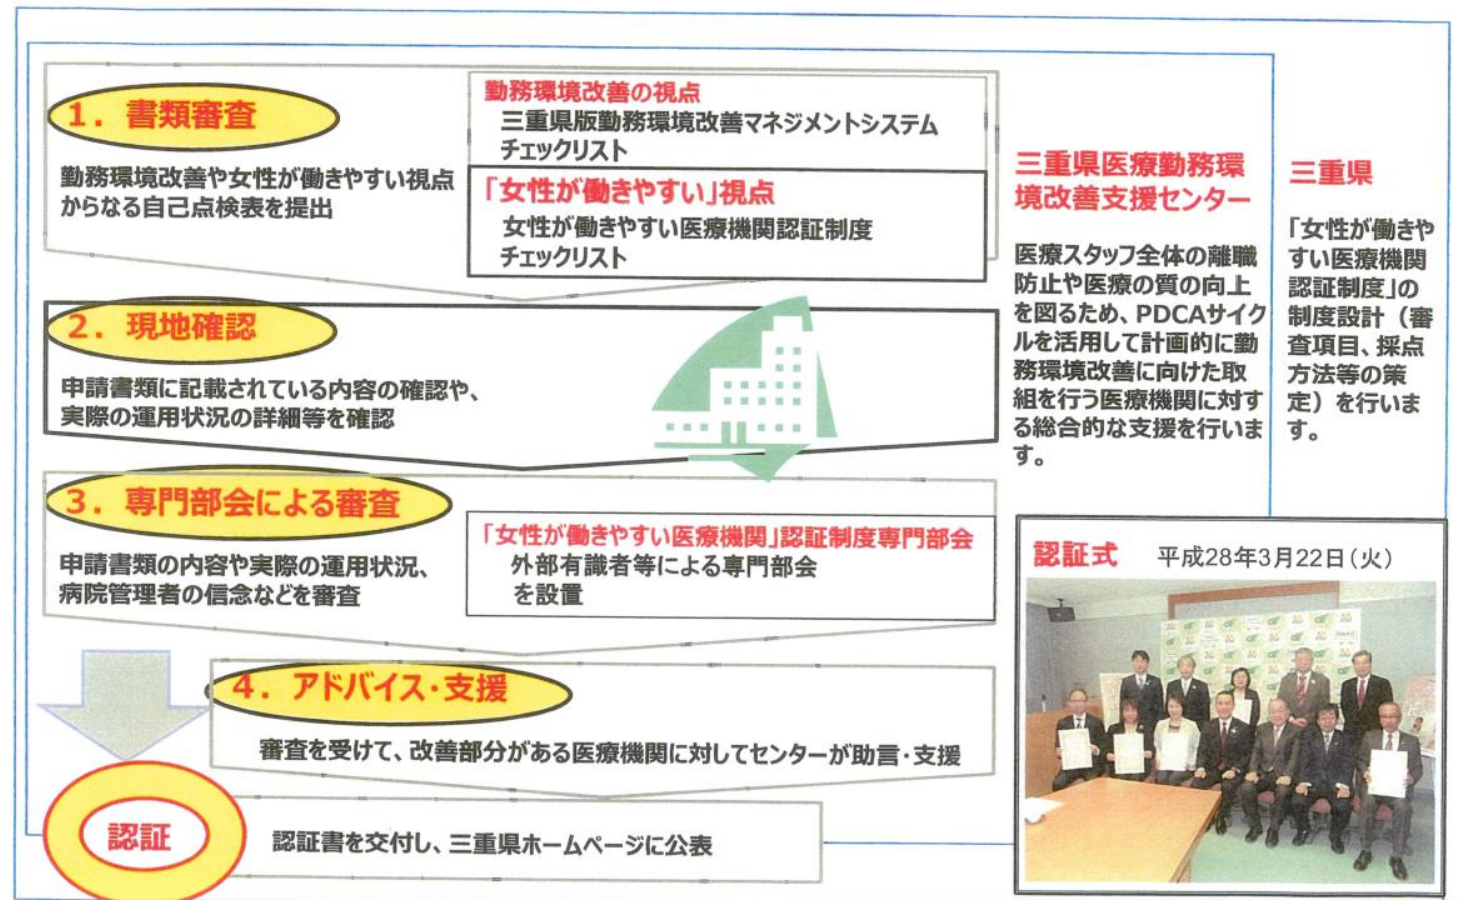 1．書類審査
勤務環境改善や女性が働きやすい視点
からなる自己点検表を提出
勤務環境改善の視点
三重県版勤務環境改善マネジメントシステム
チェックリスト
「女性が働きやすい」視点
女性が働きやすい医療機関認証制度
チェックリスト
2．現地確認
申請書類に記載されている内容の確認や、
実際の運用状況の詳細等を確認
3．専門部会による審査
申請書類の内容や実際の運用状況、
病院管理者の信念などを審査
「女性が働きやすい医療機関」認証制度専門部会
外部有識者等による専門部会
を設置
4．アドバイス・支援
審査を受けて、改善部分がある医療機関に対してセンターが助言・支援
認証
認証書を交付し、三重県ホームページに公表
三重県医療勤務環
境改善支援センター
医療スタッフ全体の離職
防止や医療の質の向上
を図るため、PDCAサイク
ルを活用して計画的に勤
務環境改善に向けた取
組を行う医療機関に対す
る総合的な支援を行いま
す。
三重県
「女性が働きや
すい医療機関
認証制度」の
制度設計（審
査項目、採点
方法等の策
定）を行いま
す。
認証式 平成28年3月22日（火）